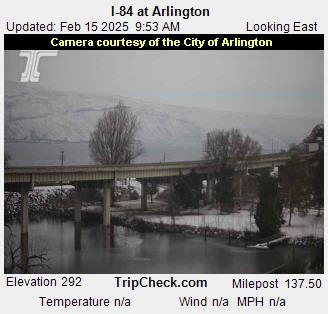 I-84 at Arlington
Updated: Feb 15 2025 9:53 AM Looking East
Camera courtesy of the City of Arlington
Elevation 292 TripCheck.com Milepost 137.50
Temperature n/a Wind n/a MPH n/a